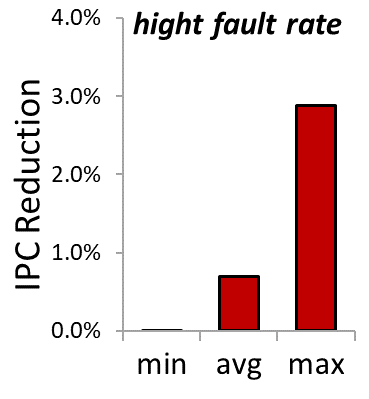 hight fault rate
4.0%
3.0%
2.0%
1.0%
0.0%
IPC Reduction
min avg max